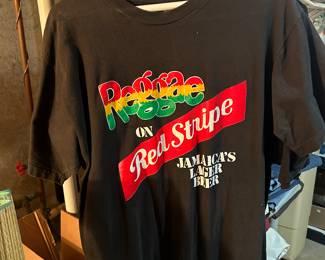 Reggae
ON
Red Stripe
JAMAICA'S
LAGER
BEER